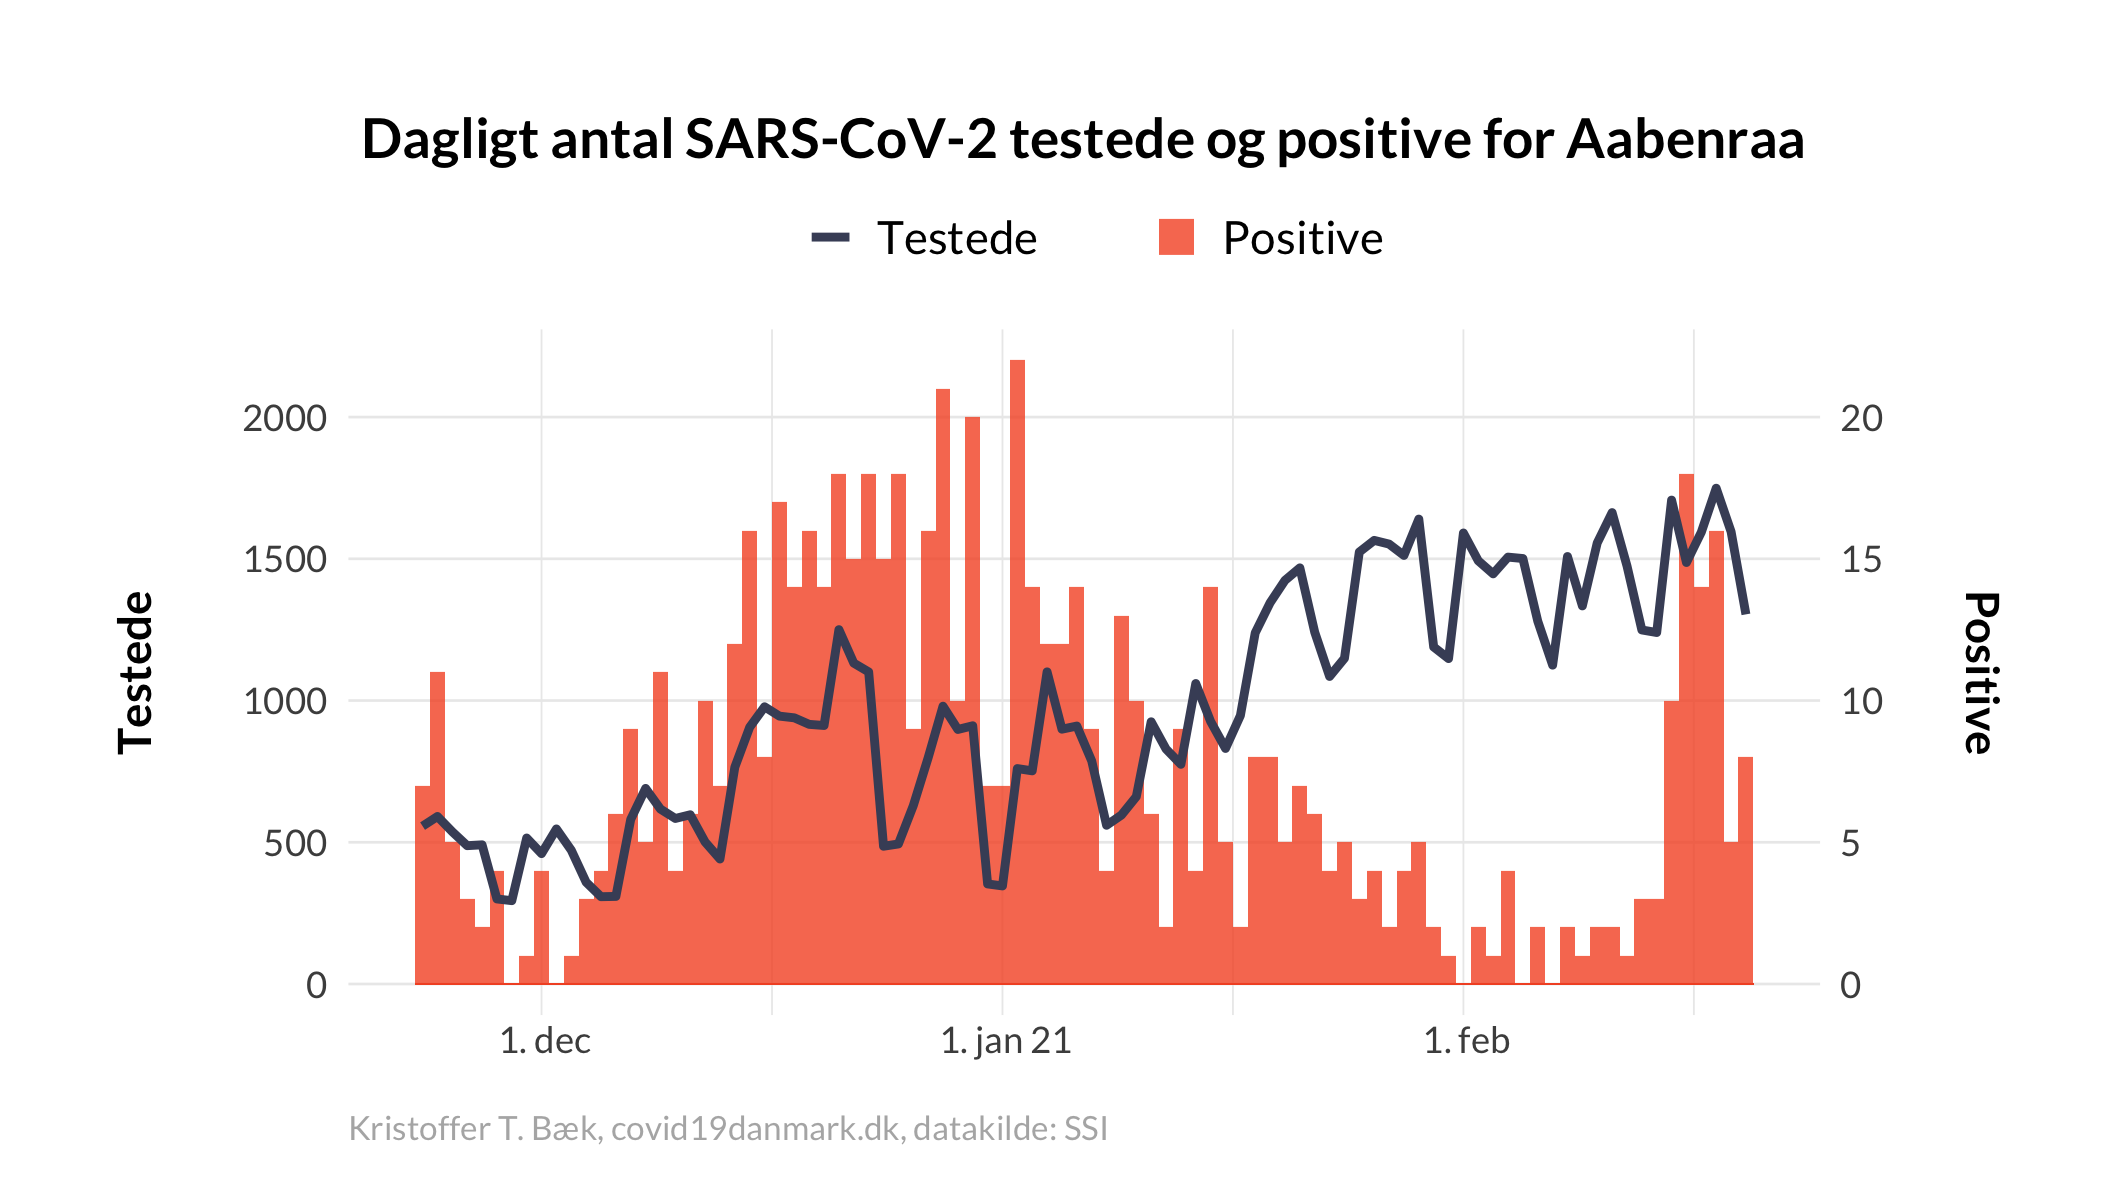 Dagligt antal SARS-CoV-2 testede og positive for Aabenraa
Testede
Positive
2000
1500
1000
500
0
Testede
20
15
10
5
0
Positive
1. dec
1. jan 21
1. feb
Kristoffer T. Bæk, covid19danmark.dk, datakilde: SSI